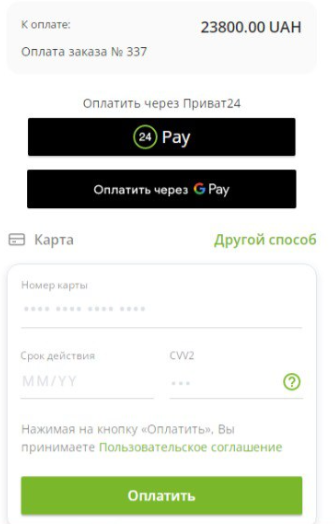 К оплате: 23800.00 UAH
Оплата заказа № 337
Оплатить через Приват24
24 Pay
Оплатить через G Pay
Карта Другой способ
Номер карты
•••• •••• •••• ••••
Срок действия CVV2
MM/YY •••
?
Нажимая на кнопку «Оплатить», Вы
принимаете Пользовательское соглашение
Оплатить